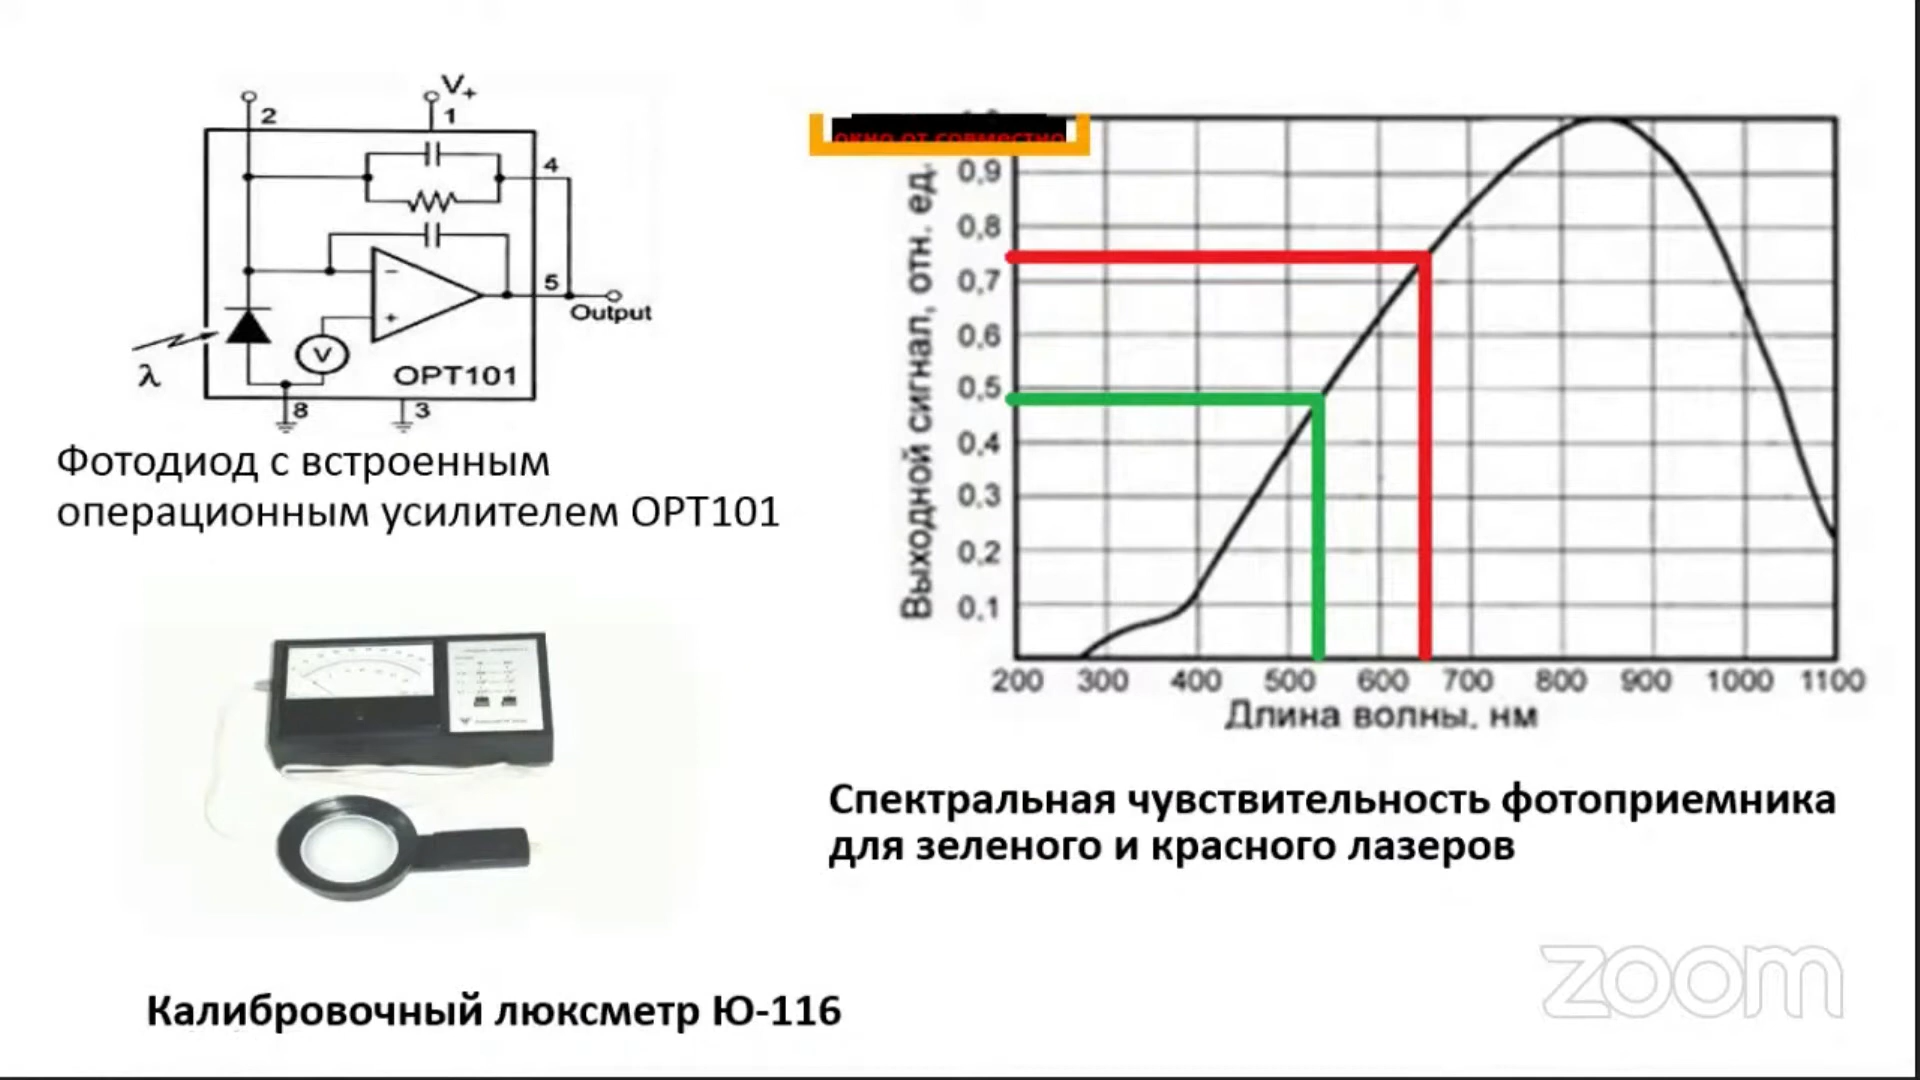 V+
2
1
4
5
Output
V
λ
OPT101
8
3
Фотодиод с встроенным
операционным усилителем OPT101
Калибровочный люксметр Ю-116
окно от совместно
Выходной сигнал, отн. ед.
0,9
0,8
0,7
0,6
0,5
0,4
0,3
0,2
0,1
200 300 400 500 600 700 800 900 1000 1100
Длина волны, нм
Спектральная чувствительность фотоприемника
для зеленого и красного лазеров
zoom